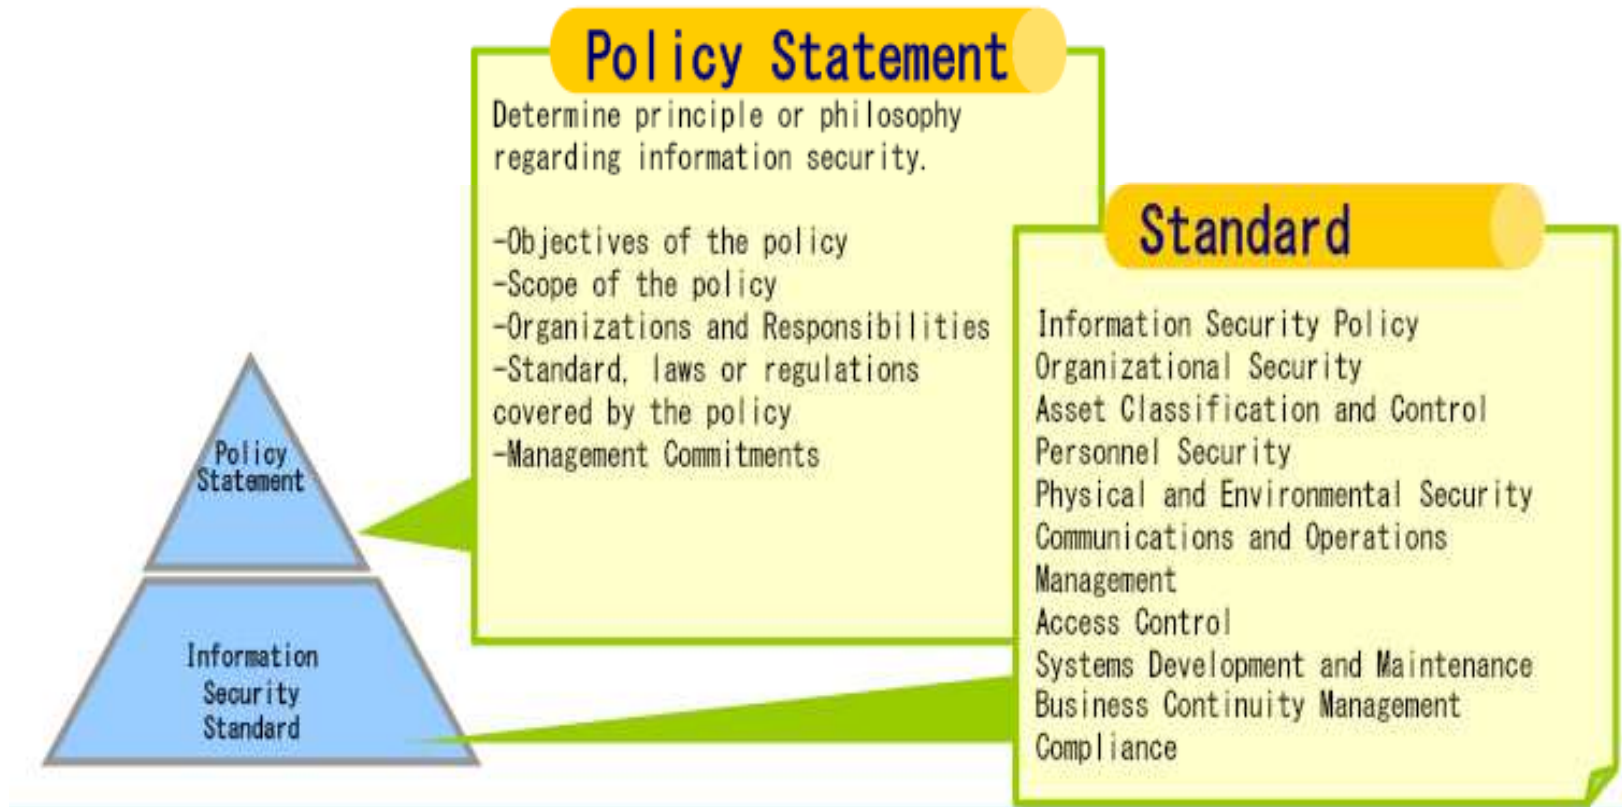 Policy Statement
Determine principle or philosophy
regarding information security.
-Objectives of the policy
-Scope of the policy
-Organizations and Responsibilities
-Standard, laws or regulations
covered by the policy
-Management Commitments
Standard
Information Security Policy
Organizational Security
Asset Classification and Control
Personnel Security
Physical and Environmental Security
Communications and Operations
Management
Access Control
Systems Development and Maintenance
Business Continuity Management
Compliance
Policy
Statement
Information
Security
Standard